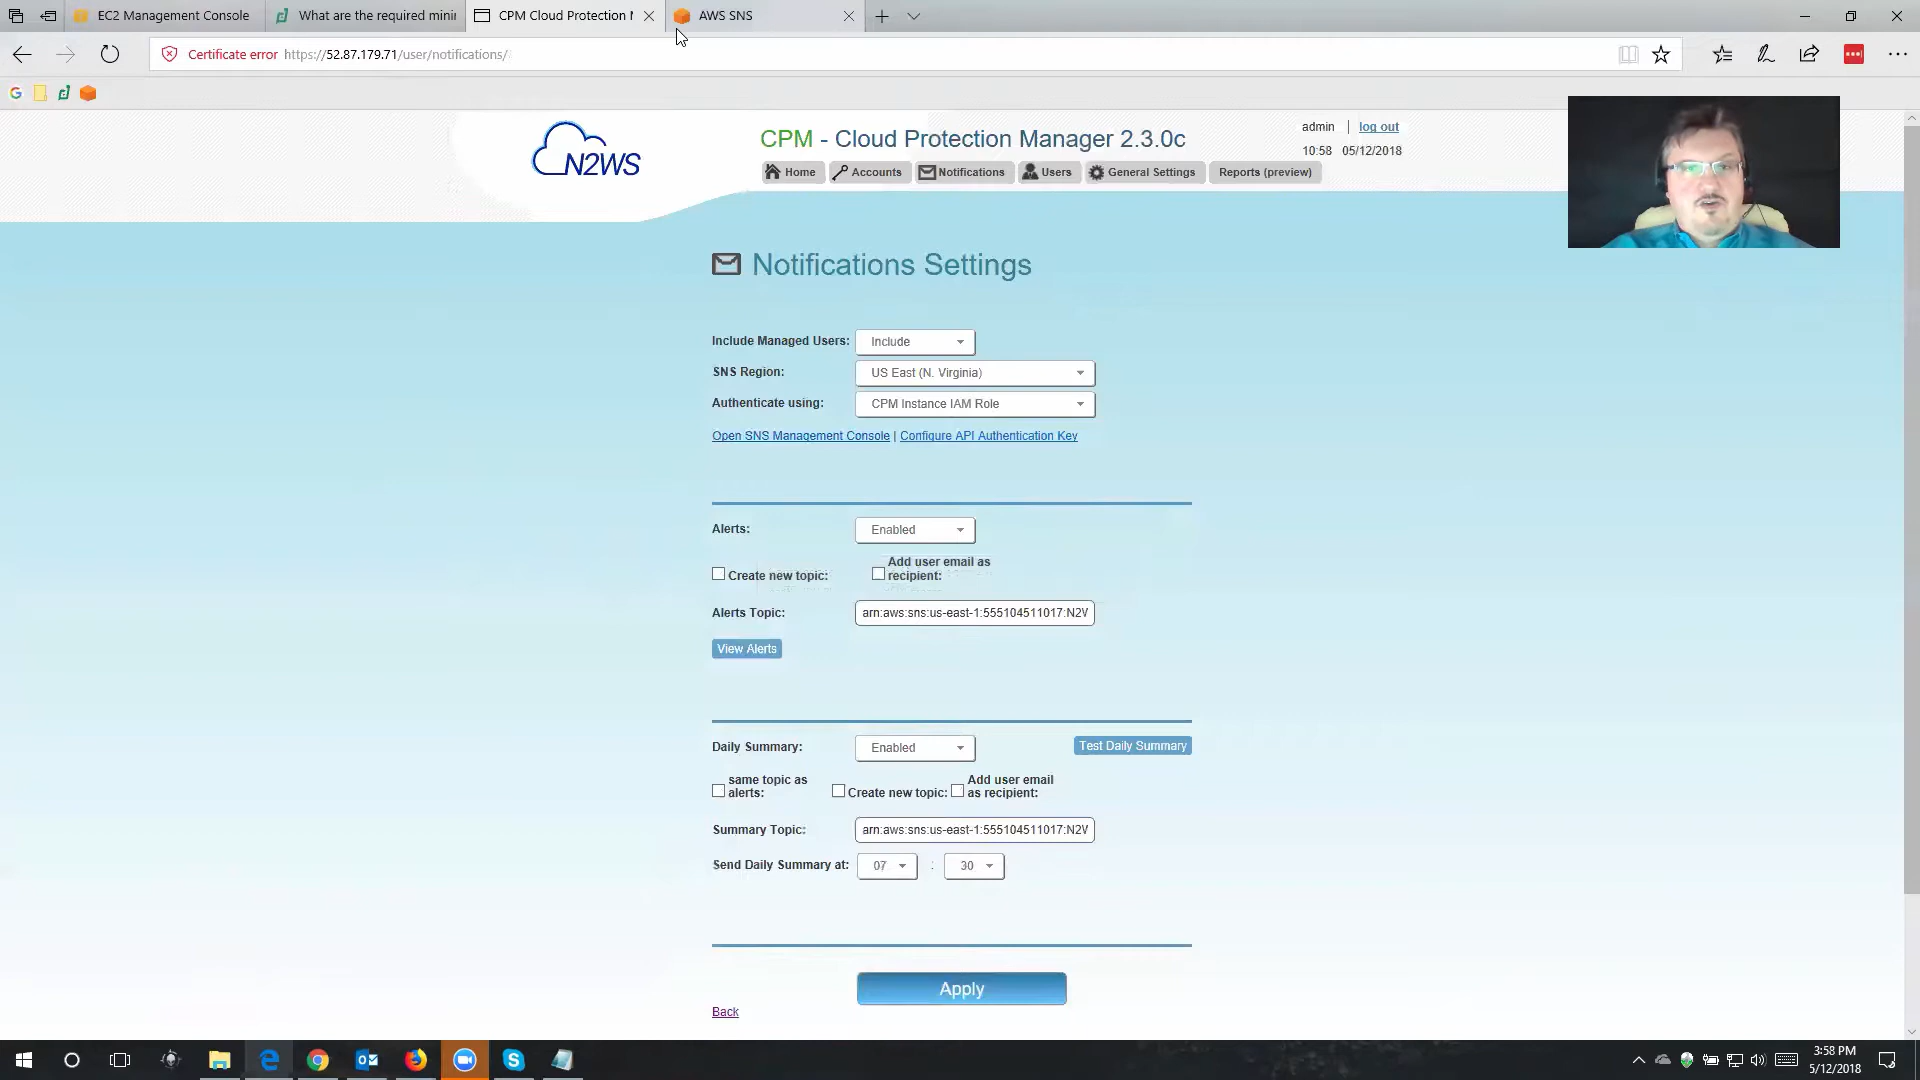 EC2 Management Console
What are the required mini
CPM Cloud Protection M
AWS SNS
Certificate error https://52.87.179.71/user/notifications/
N2WS
CPM - Cloud Protection Manager 2.3.0c
admin | log out
10:58 05/12/2018
Home
Accounts
Notifications
Users
General Settings
Reports (preview)
Notifications Settings
Include Managed Users: Include
SNS Region: US East (N. Virginia)
Authenticate using: CPM Instance IAM Role
Open SNS Management Console | Configure API Authentication Key
Alerts: Enabled
Create new topic:
Add user email as
recipient:
Alerts Topic: arn:aws:sns:us-east-1:555104511017:N2V
View Alerts
Daily Summary: Enabled
Test Daily Summary
same topic as
alerts:
Create new topic:
Add user email
as recipient:
Summary Topic: arn:aws:sns:us-east-1:555104511017:N2V
Send Daily Summary at: 07 : 30
Apply
Back
3:58 PM
5/12/2018